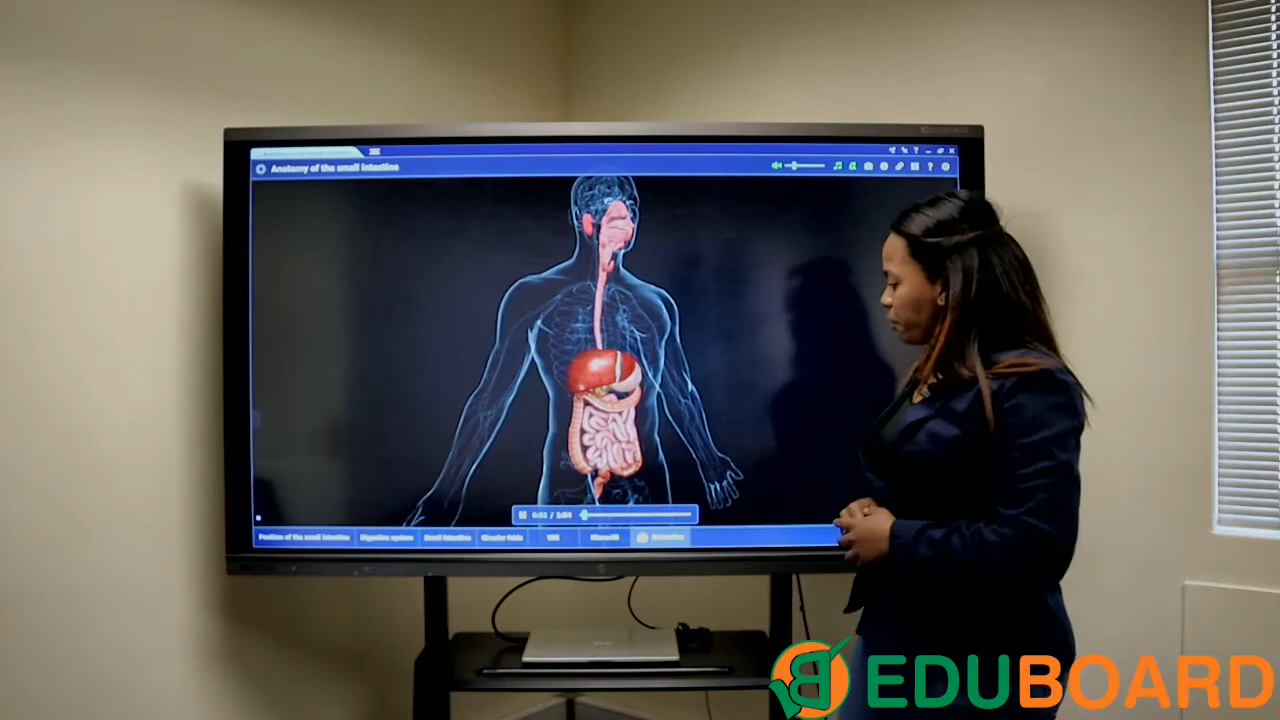 Anatomy of the small intestine
Position of the small intestine Digestive system Small intestine Circular folds Villi Microvilli Animation
EDUBOARD